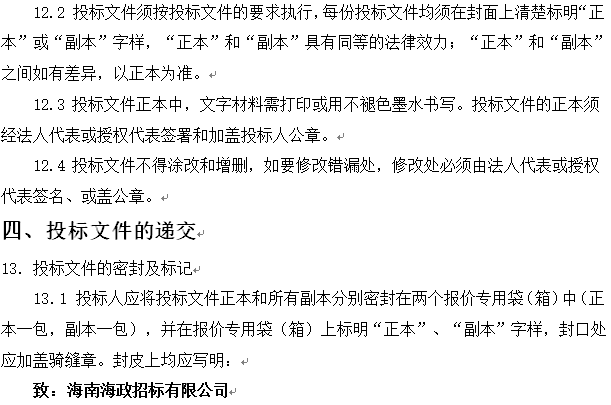 12.2 投标文件须按投标文件的要求执行，每份投标文件均须在封面上清楚标明“正
本”或“副本”字样，“正本”和“副本”具有同等的法律效力；“正本”和“副本”
之间如有差异，以正本为准。
12.3 投标文件正本中，文字材料需打印或用不褪色墨水书写。投标文件的正本须
经法人代表或授权代表签署和加盖投标人公章。
12.4 投标文件不得涂改和增删，如要修改错漏处，修改处必须由法人代表或授权
代表签名、或盖公章。
四、投标文件的递交
13. 投标文件的密封及标记
13.1 投标人应将投标文件正本和所有副本分别密封在两个报价专用袋（箱）中（正
本一包，副本一包），并在报价专用袋（箱）上标明“正本”、“副本”字样，封口处
应加盖骑缝章。封皮上均应写明：
致：海南海政招标有限公司